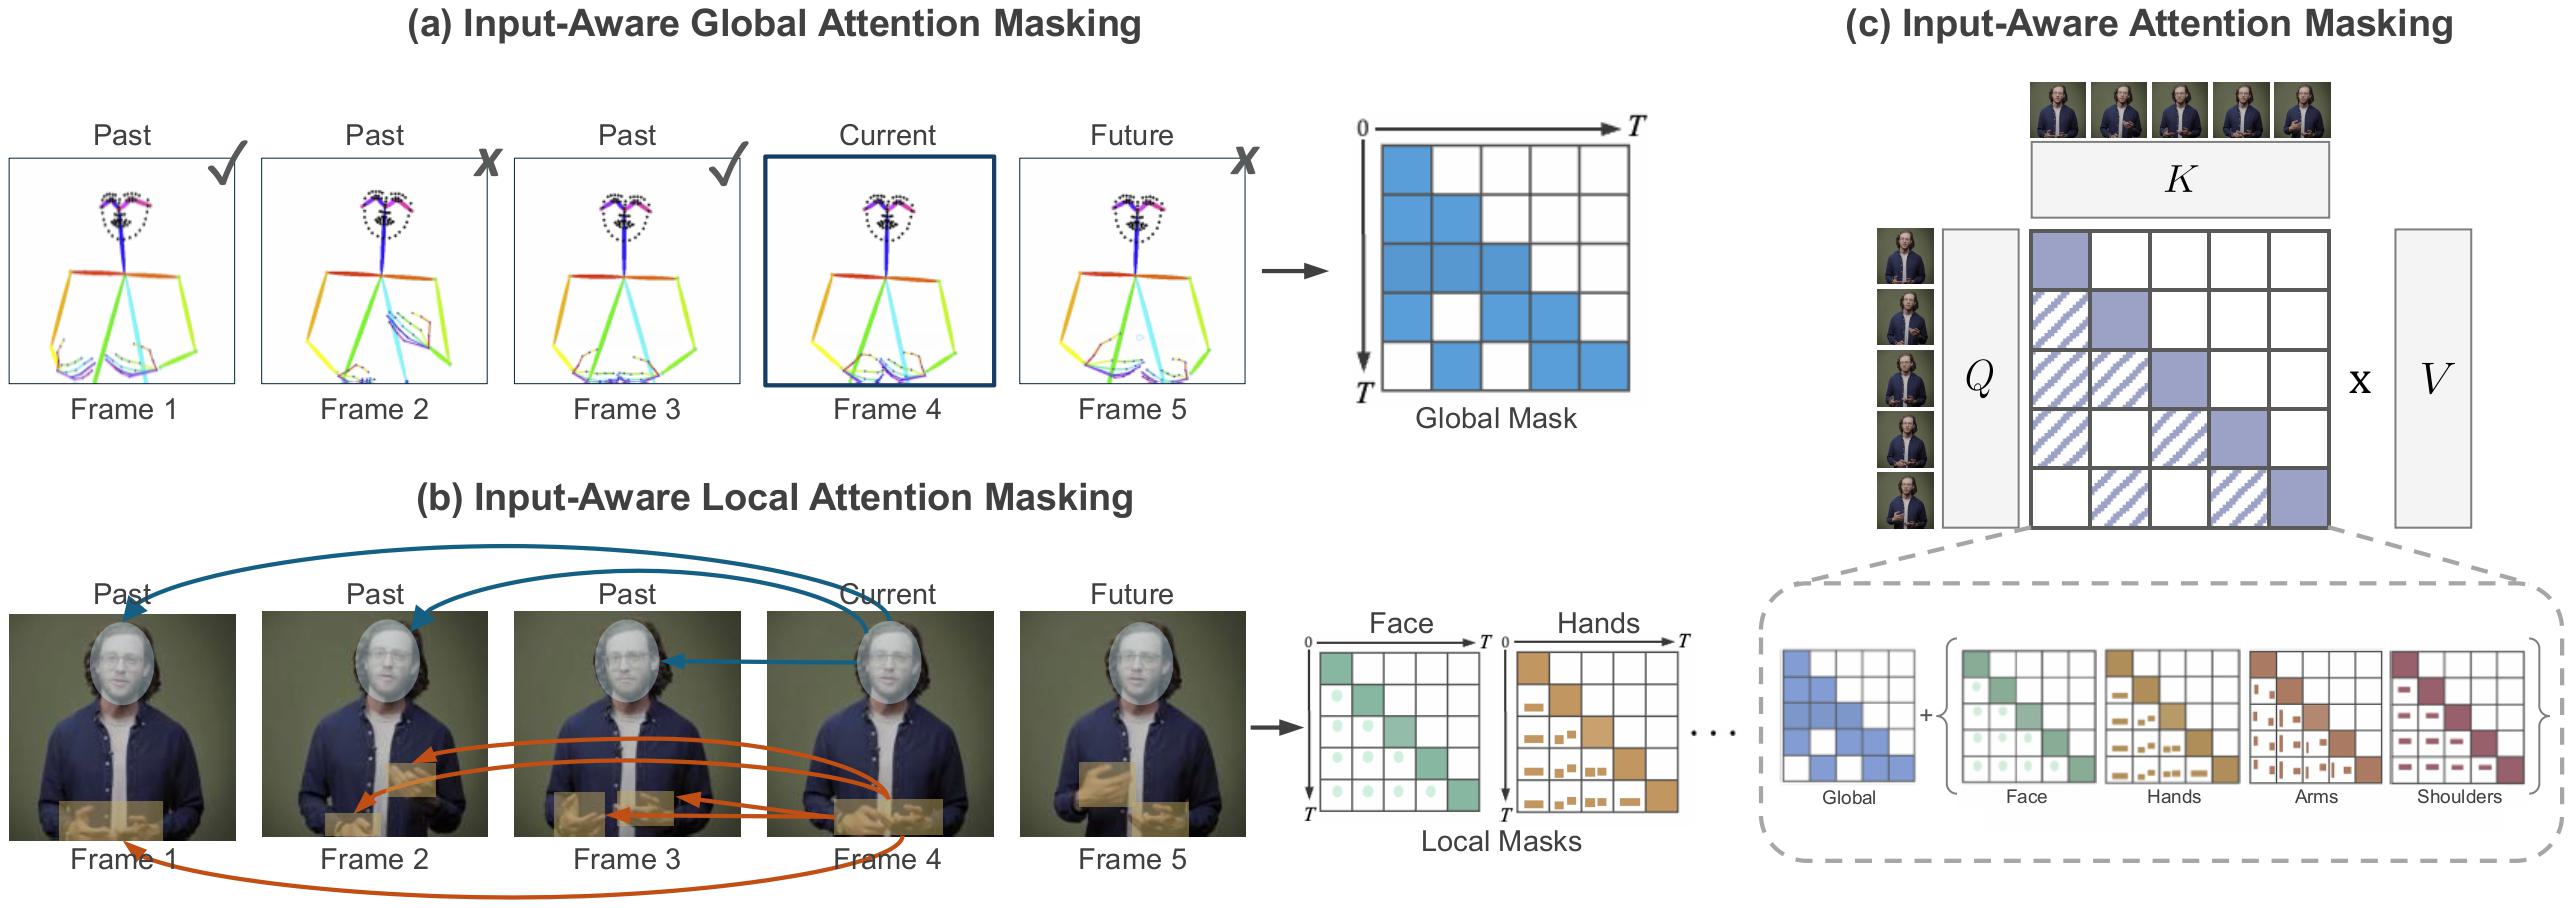 (a) Input-Aware Global Attention Masking
Past
Past
Past
Current
Future
Frame 1
Frame 2
Frame 3
Frame 4
Frame 5
0
T
T
Global Mask
(b) Input-Aware Local Attention Masking
Past
Past
Past
Current
Future
Frame 1
Frame 2
Frame 3
Frame 4
Frame 5
Face
0
T
T
Hands
0
T
T
...
Local Masks
(c) Input-Aware Attention Masking
K
Q
x
V
+
Global
Face
Hands
Arms
Shoulders